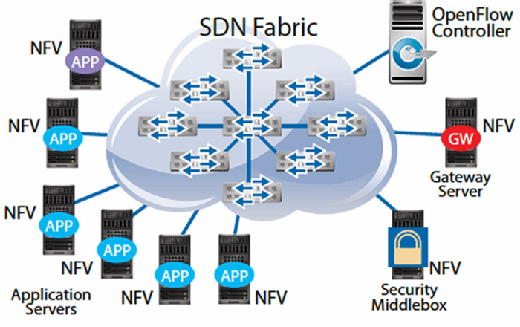 SDN Fabric
OpenFlow
Controller
NFV
APP
NFV
APP
NFV
GW
Gateway
Server
NFV
APP
NFV
APP
NFV
APP
NFV
APP
NFV
NFV
Application
Servers
Security
Middlebox